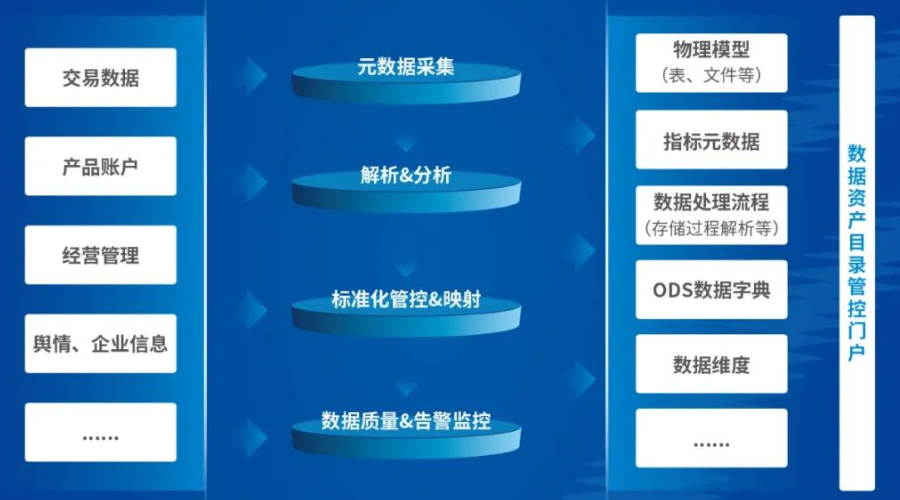 交易数据
产品账户
经营管理
舆情、企业信息
......
元数据采集
解析&分析
标准化管控&映射
数据质量&告警监控
物理模型
（表、文件等）
指标元数据
数据处理流程
（存储过程解析等）
ODS数据字典
数据维度
......
数据资产目录管控门户